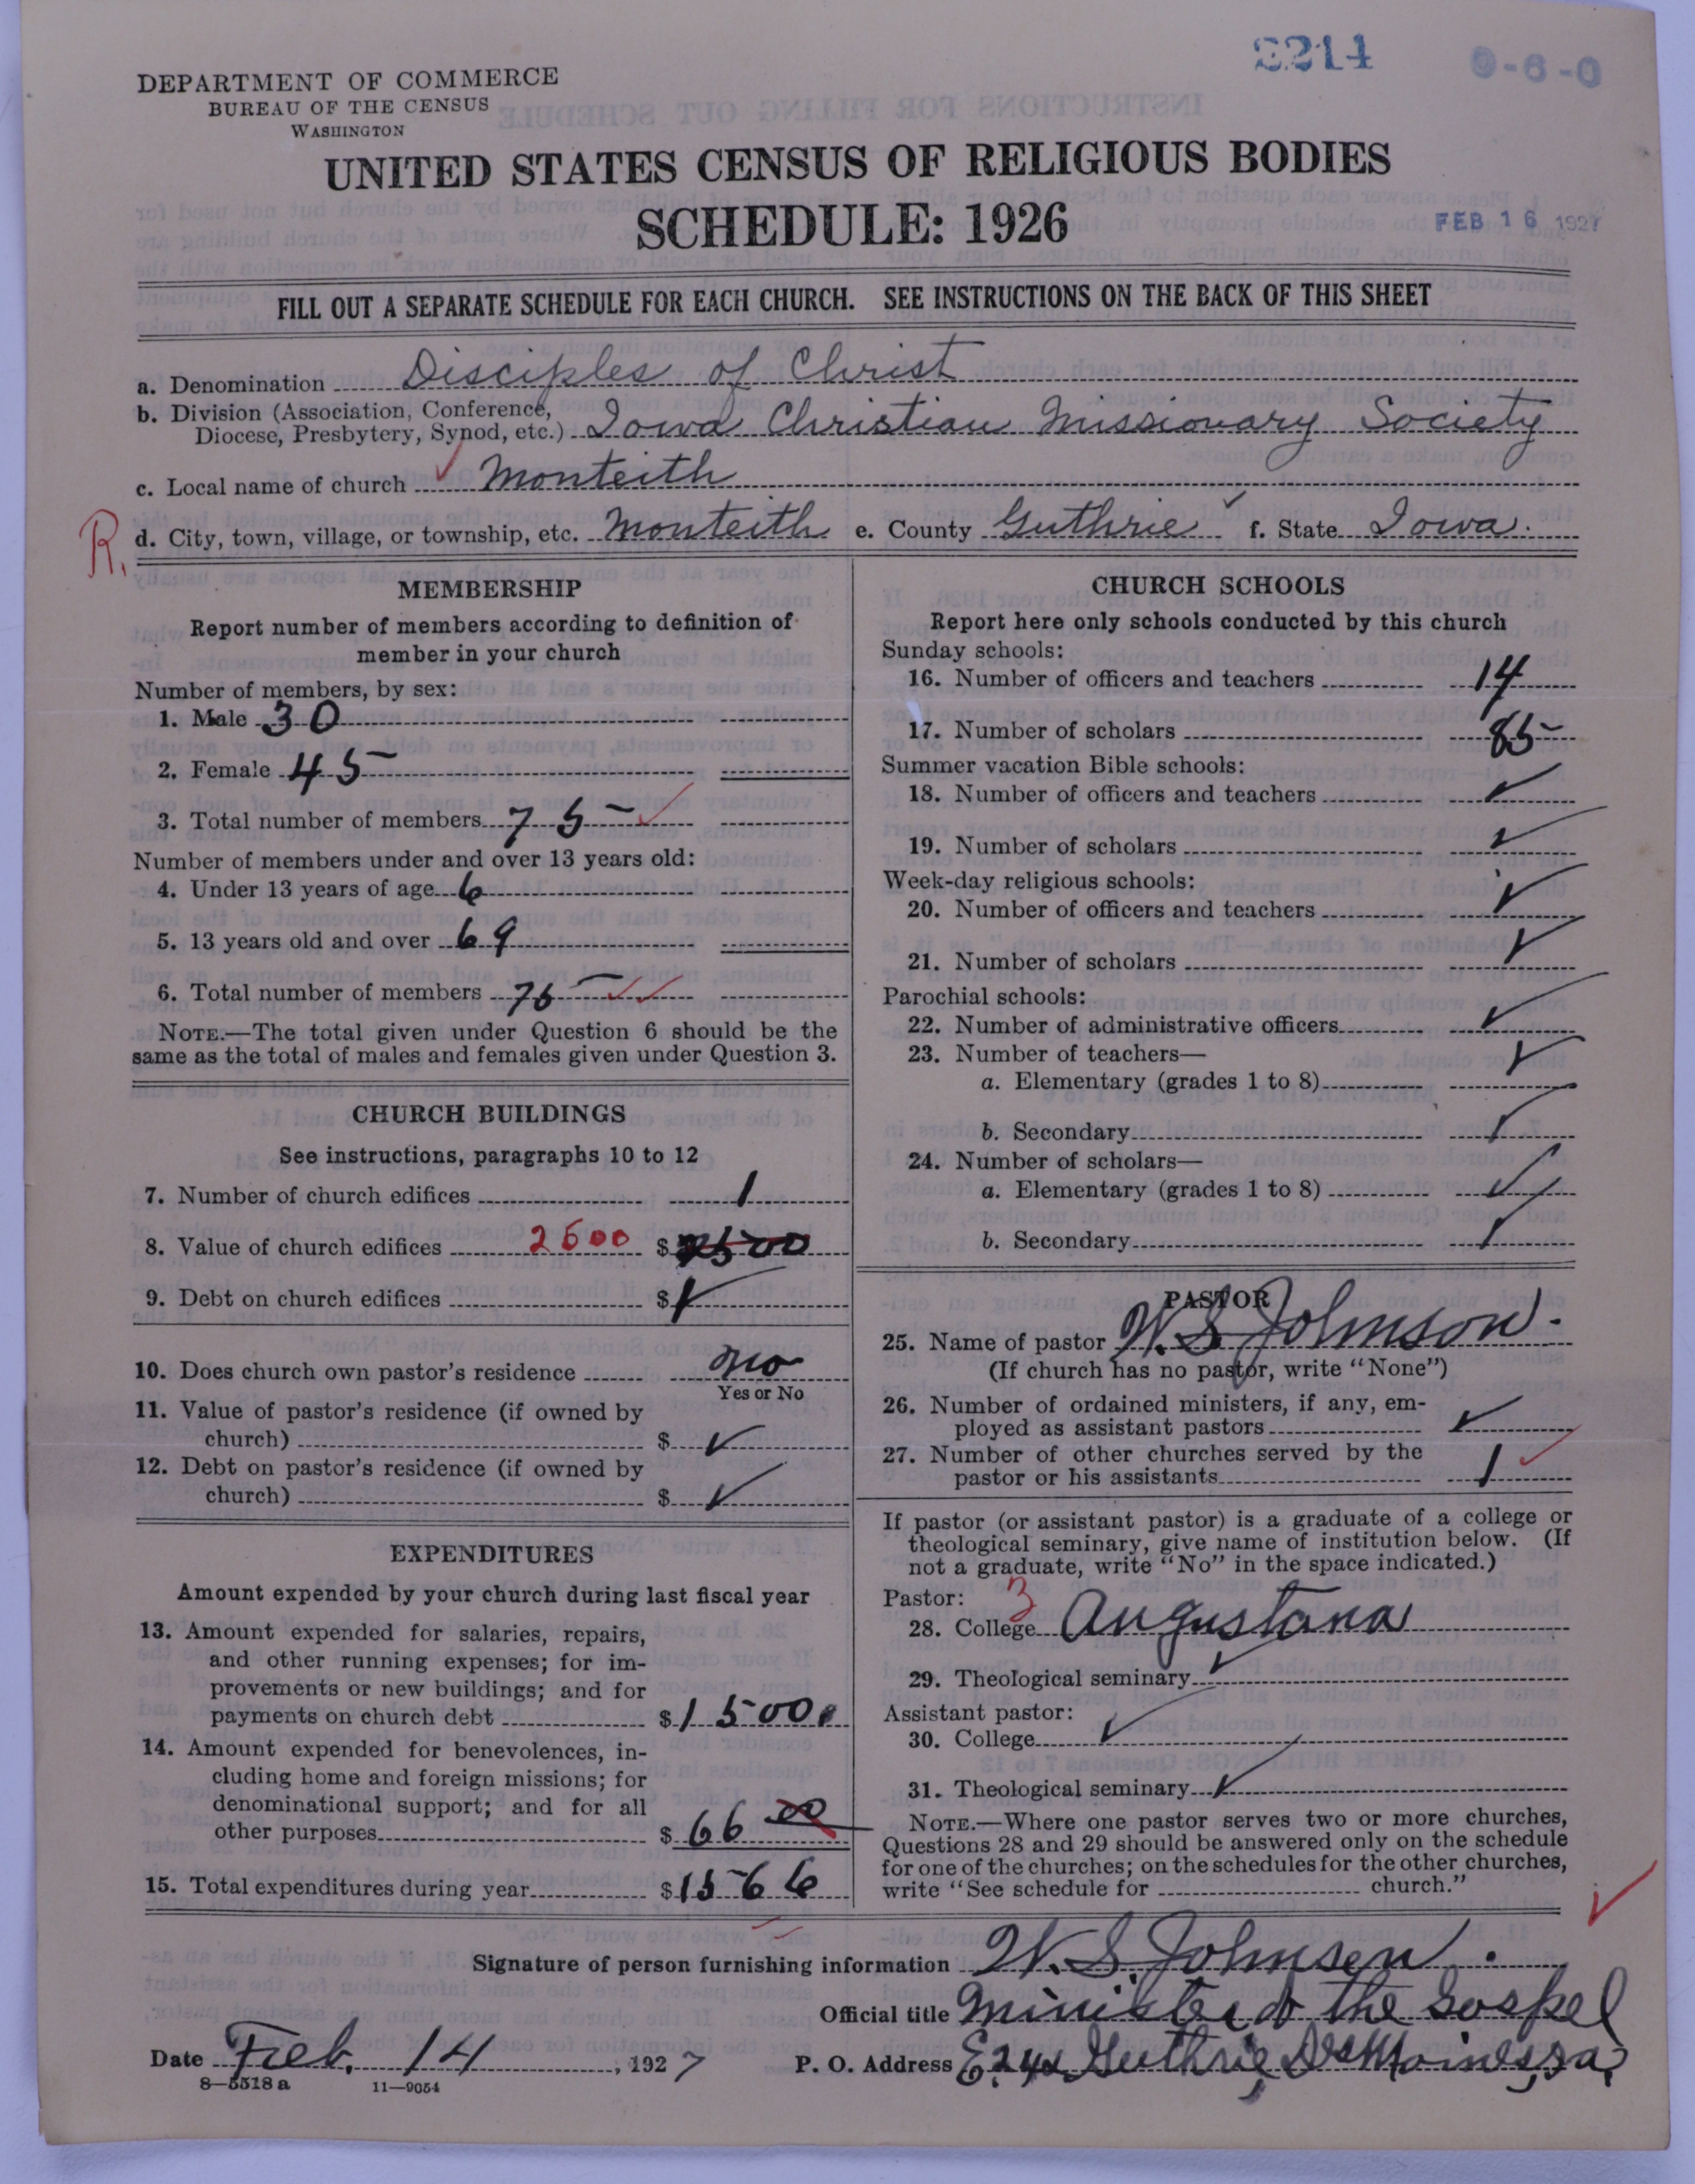 2214 9-6-0
DEPARTMENT OF COMMERCE
BUREAU OF THE CENSUS
WASHINGTON
UNITED STATES CENSUS OF RELIGIOUS BODIES
SCHEDULE: 1926
FEB 16 1927
FILL OUT A SEPARATE SCHEDULE FOR EACH CHURCH. SEE INSTRUCTIONS ON THE BACK OF THIS SHEET
a. Denomination Disciples of Christ
b. Division (Association, Conference,
Diocese, Presbytery, Synod, etc.) Iowa Christian Missionary Society
c. Local name of church ✓ Monteith
R. d. City, town, village, or township, etc. Monteith e. County Guthrie ✓ f. State Iowa.
MEMBERSHIP
Report number of members according to definition of
member in your church
Number of members, by sex:
1. Male 30
2. Female 45
3. Total number of members 75 ✓
Number of members under and over 13 years old:
4. Under 13 years of age 6
5. 13 years old and over 69
6. Total number of members 75 ✓✓
NOTE.—The total given under Question 6 should be the
same as the total of males and females given under Question 3.
CHURCH BUILDINGS
See instructions, paragraphs 10 to 12
7. Number of church edifices 1
8. Value of church edifices 2500 $ 2500
9. Debt on church edifices $ ✓
10. Does church own pastor's residence no
Yes or No
11. Value of pastor's residence (if owned by
church) $ ✓
12. Debt on pastor's residence (if owned by
church) $ ✓
EXPENDITURES
Amount expended by your church during last fiscal year
13. Amount expended for salaries, repairs,
and other running expenses; for im-
provements or new buildings; and for
payments on church debt $ 1500.
14. Amount expended for benevolences, in-
cluding home and foreign missions; for
denominational support; and for all
other purposes $ 66 00
15. Total expenditures during year $ 1566
CHURCH SCHOOLS
Report here only schools conducted by this church
Sunday schools:
16. Number of officers and teachers 14
17. Number of scholars 85
Summer vacation Bible schools:
18. Number of officers and teachers ✓
19. Number of scholars ✓
Week-day religious schools:
20. Number of officers and teachers ✓
21. Number of scholars ✓
Parochial schools:
22. Number of administrative officers ✓
23. Number of teachers—
a. Elementary (grades 1 to 8) ✓
b. Secondary ✓
24. Number of scholars—
a. Elementary (grades 1 to 8) ✓
b. Secondary ✓
PASTOR
25. Name of pastor W. S. Johnson.
(If church has no pastor, write "None")
26. Number of ordained ministers, if any, em-
ployed as assistant pastors ✓
27. Number of other churches served by the
pastor or his assistants 1 ✓
If pastor (or assistant pastor) is a graduate of a college or
theological seminary, give name of institution below. (If
not a graduate, write "No" in the space indicated.)
Pastor: 3
28. College Augustana
29. Theological seminary ✓
Assistant pastor:
30. College ✓
31. Theological seminary ✓
NOTE.—Where one pastor serves two or more churches,
Questions 28 and 29 should be answered only on the schedule
for one of the churches; on the schedules for the other churches,
write "See schedule for church."
✓
Signature of person furnishing information W. S. Johnson.
Official title Minister of the Gospel
Date Feb. 14, 1927 P. O. Address Guthrie, Des Moines, Ia,
8—5518 a 11—9054